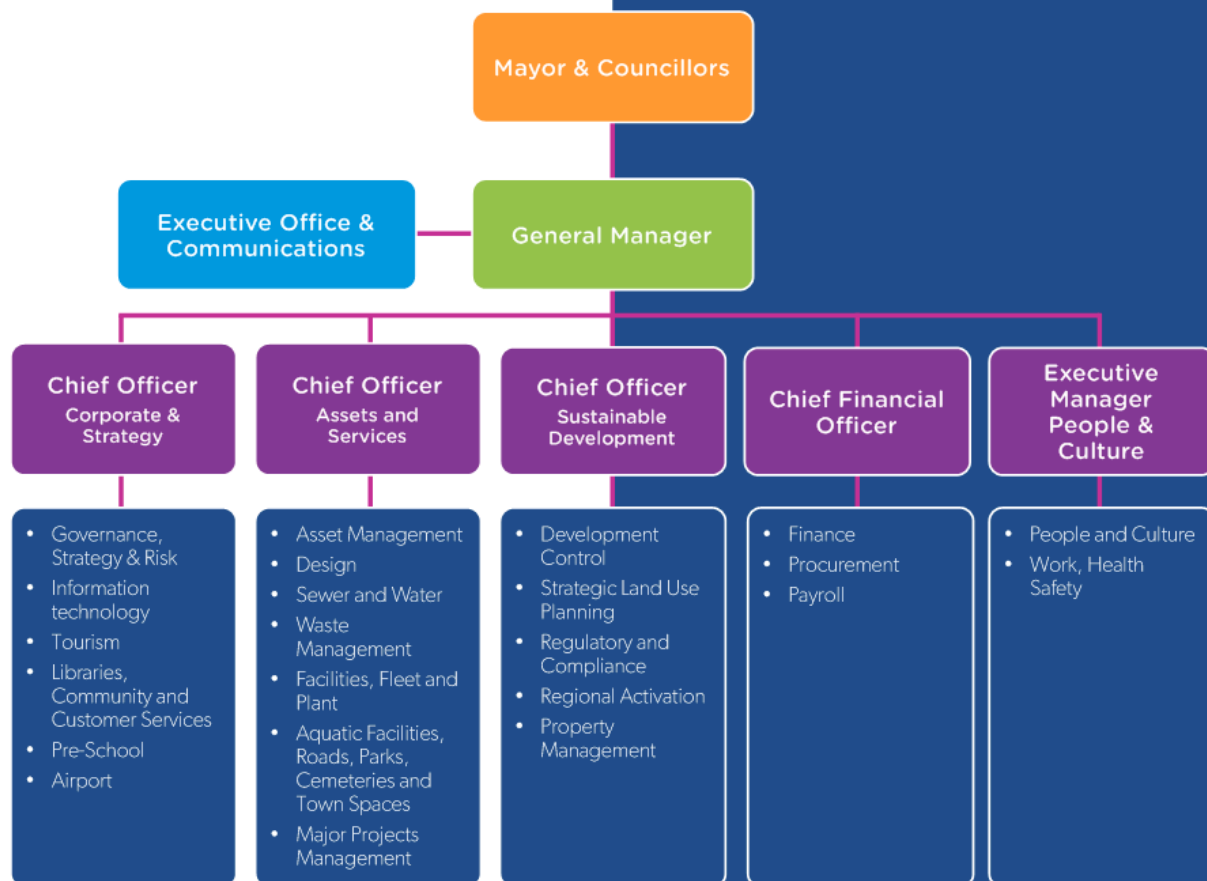 Mayor & Councillors
Executive Office &
Communications
General Manager
Chief Officer
Corporate &
Strategy
Chief Officer
Assets and
Services
Chief Officer
Sustainable
Development
Chief Financial
Officer
Executive
Manager
People &
Culture
• Governance,
Strategy & Risk
• Information
technology
• Tourism
• Libraries,
Community and
Customer Services
• Pre-School
• Airport
• Asset Management
• Design
• Sewer and Water
• Waste
Management
• Facilities, Fleet and
Plant
• Aquatic Facilities,
Roads, Parks,
Cemeteries and
Town Spaces
• Major Projects
Management
• Development
Control
• Strategic Land Use
Planning
• Regulatory and
Compliance
• Regional Activation
• Property
Management
• Finance
• Procurement
• Payroll
• People and Culture
• Work, Health
Safety